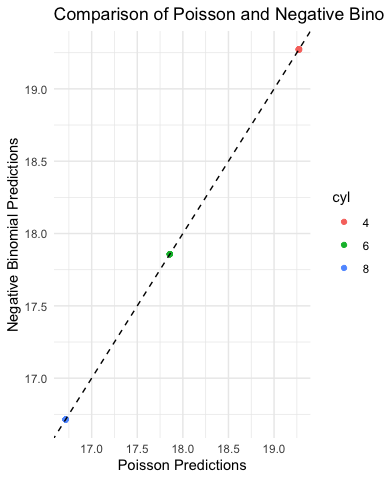 Comparison of Poisson and Negative Bino
Negative Binomial Predictions
19.0
18.5
18.0
17.5
17.0
17.0 17.5 18.0 18.5 19.0
Poisson Predictions
cyl
4
6
8